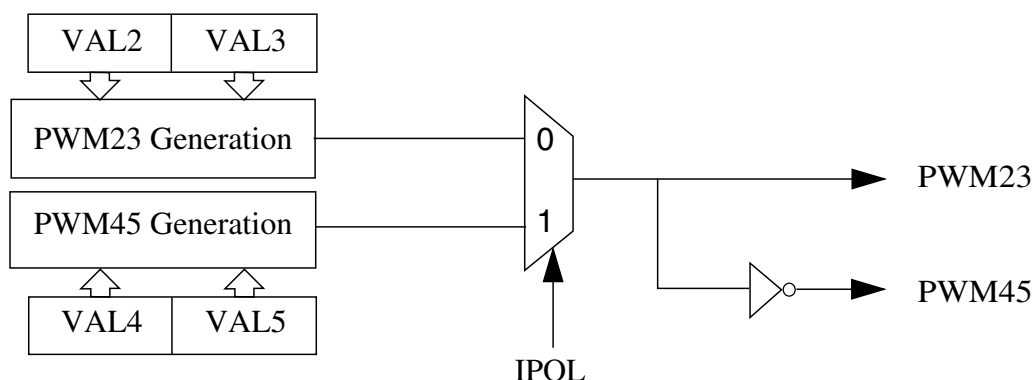 VAL2 VAL3
PWM23 Generation
0
PWM23
PWM45 Generation
1
VAL4 VAL5
PWM45
IPOL